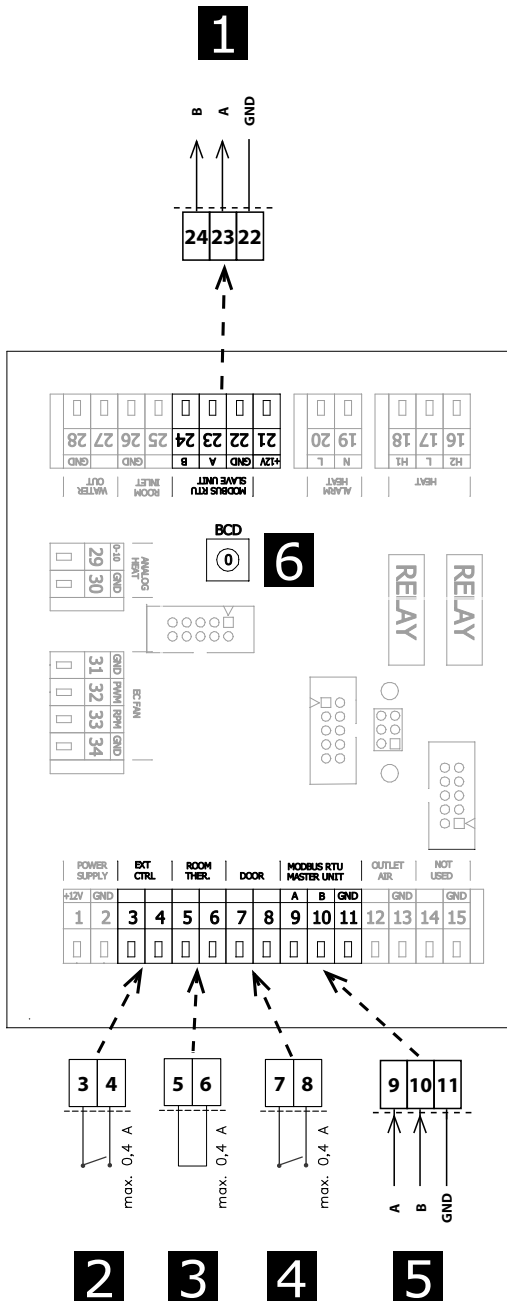 1
B A GND
24 23 22
28 27 26 25 24 23 22 21 20 19 18 17 16
GND GND B A GND +12V L N H1 L H2
WATER OUT ROOM INLET MODBUS RTU SLAVE UNIT ALARM HEAT HEAT
BCD
0
6
29 0-10
30 GND
ANALOG HEAT
RELAY RELAY
31 GND
32 PWM
33 RPM
34 GND
EC FAN
POWER SUPPLY EXT CTRL ROOM THER. DOOR MODBUS RTU MASTER UNIT OUTLET AIR NOT USED
+12V GND A B GND GND GND
1 2 3 4 5 6 7 8 9 10 11 12 13 14 15
3 4 5 6 7 8 9 10 11
max. 0,4 A max. 0,4 A max. 0,4 A A B GND
2 3 4 5